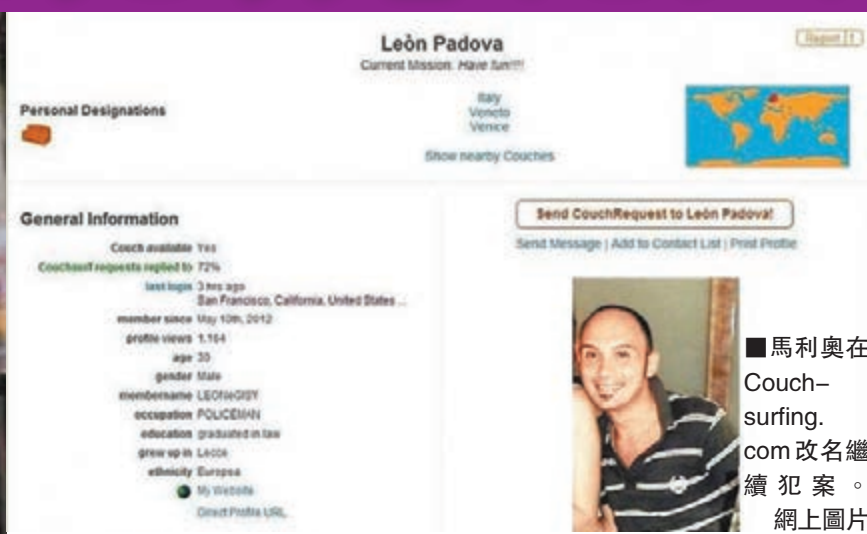 Leòn Padova
Current Mission: Have fun!!!!
Report
Personal Designations
Italy
Veneto
Venice
Show nearby Couches
General Information
Couch available Yes
Couchsurf requests replied to 72%
last login 3 hrs ago
San Francisco, California, United States ...
member since May 10th, 2012
profile views 1,164
age 30
gender Male
membername
occupation POLICEMAN
education graduated in law
grew up in Lecce
ethnicity Europea
My Website
Direct Profile URL
Send CouchRequest to Leòn Padova!
Send Message | Add to Contact List | Print Profile
■馬利奧在
Couch–
surfing.
com改名繼
續犯案。
網上圖片